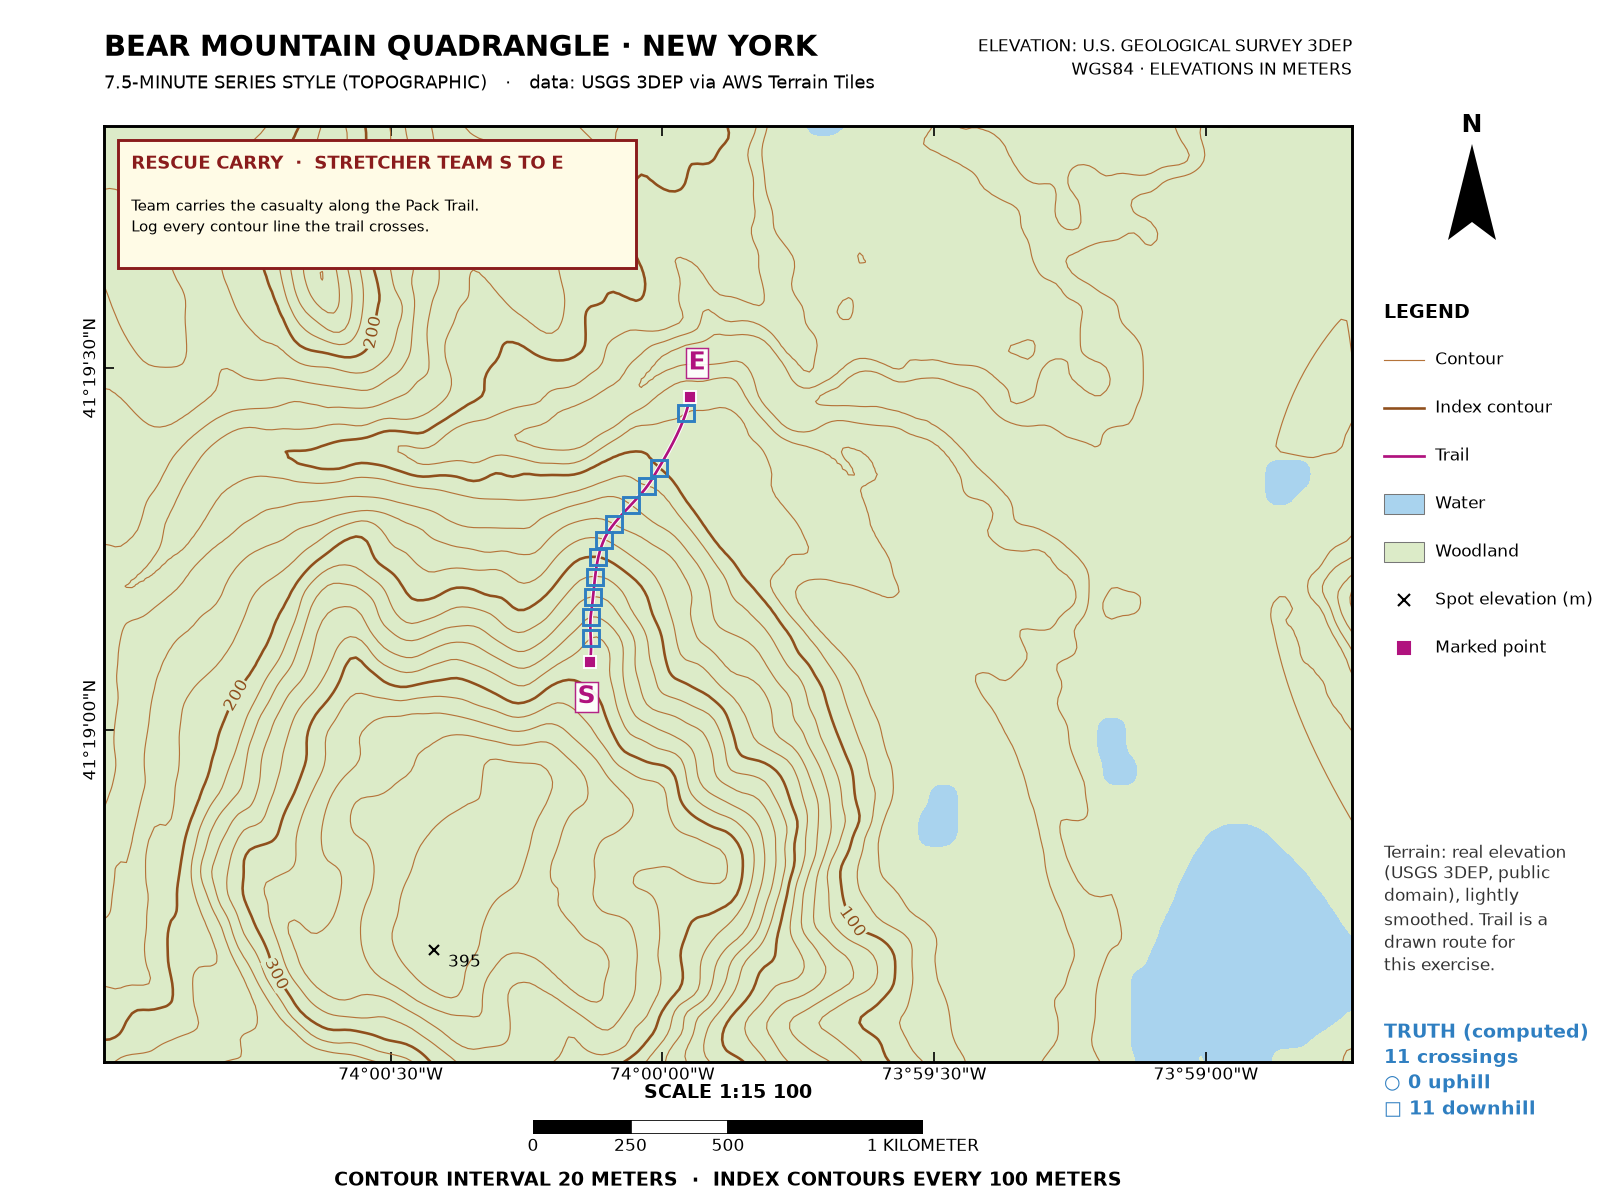 BEAR MOUNTAIN QUADRANGLE · NEW YORK
7.5-MINUTE SERIES STYLE (TOPOGRAPHIC) · data: USGS 3DEP via AWS Terrain Tiles
ELEVATION: U.S. GEOLOGICAL SURVEY 3DEP
WGS84 · ELEVATIONS IN METERS
RESCUE CARRY · STRETCHER TEAM S TO E
Team carries the casualty along the Pack Trail.
Log every contour line the trail crosses.
41°19'30"N
41°19'00"N
200
E
200
S
100
395
300
74°00'30"W
74°00'00"W
73°59'30"W
73°59'00"W
N
LEGEND
Contour
Index contour
Trail
Water
Woodland
Spot elevation (m)
Marked point
Terrain: real elevation
(USGS 3DEP, public
domain), lightly
smoothed. Trail is a
drawn route for
this exercise.
TRUTH (computed)
11 crossings
○ 0 uphill
□ 11 downhill
SCALE 1:15 100
0 250 500 1 KILOMETER
CONTOUR INTERVAL 20 METERS · INDEX CONTOURS EVERY 100 METERS